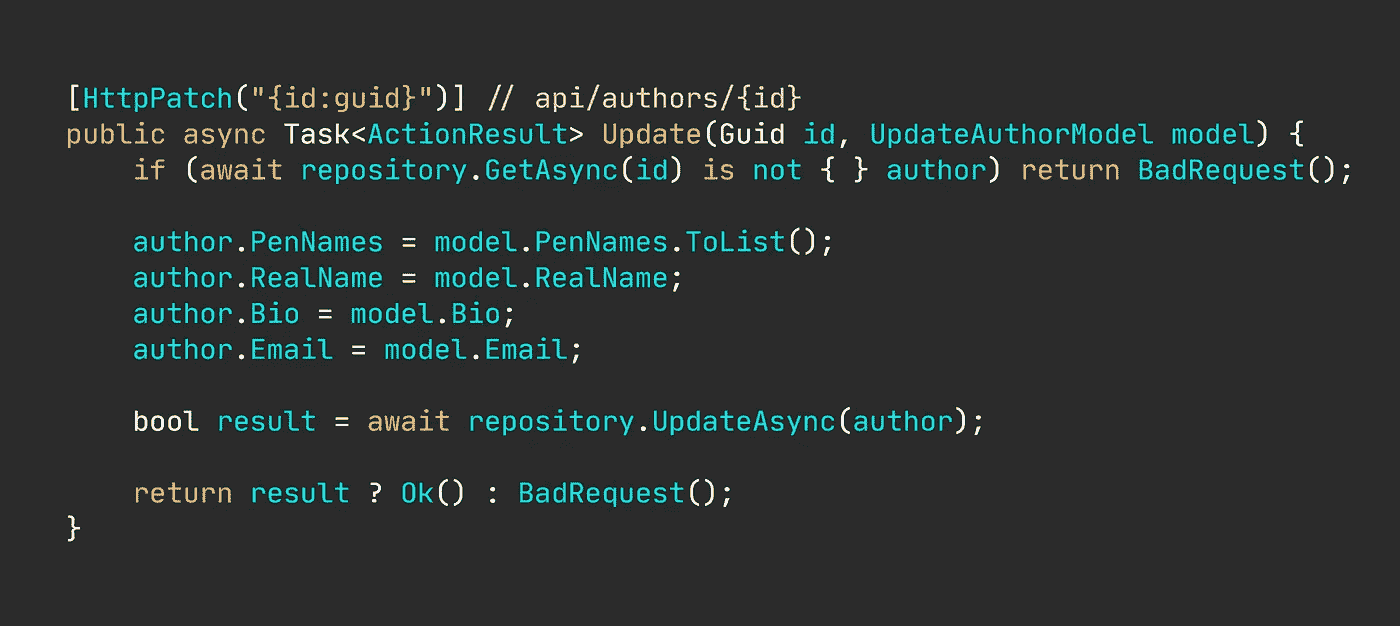 [HttpPatch("{id:guid}")] // api/authors/{id}
public async Task<ActionResult> Update(Guid id, UpdateAuthorModel model) {
    if (await repository.GetAsync(id) is not { } author) return BadRequest();

    author.PenNames = model.PenNames.ToList();
    author.RealName = model.RealName;
    author.Bio = model.Bio;
    author.Email = model.Email;

    bool result = await repository.UpdateAsync(author);

    return result ? Ok() : BadRequest();
}